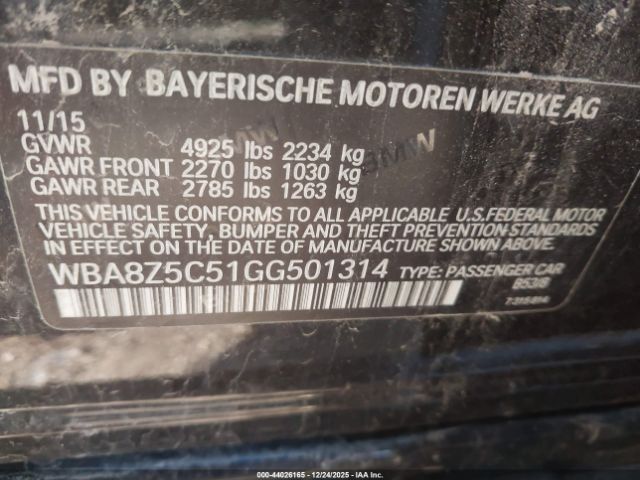 MFD BY BAYERISCHE MOTOREN WERKE AG
11/15
GVWR 4925 lbs 2234 kg
GAWR FRONT 2270 lbs 1030 kg
GAWR REAR 2785 lbs 1263 kg
THIS VEHICLE CONFORMS TO ALL APPLICABLE U.S.FEDERAL MOTOR
VEHICLE SAFETY, BUMPER AND THEFT PREVENTION STANDARDS
IN EFFECT ON THE DATE OF MANUFACTURE SHOWN ABOVE.
WBA8Z5C51GG501314 TYPE: PASSENGER CAR
B53/B
BMW
BMW
000-44026165 - 12/24/2025 - IAA Inc.